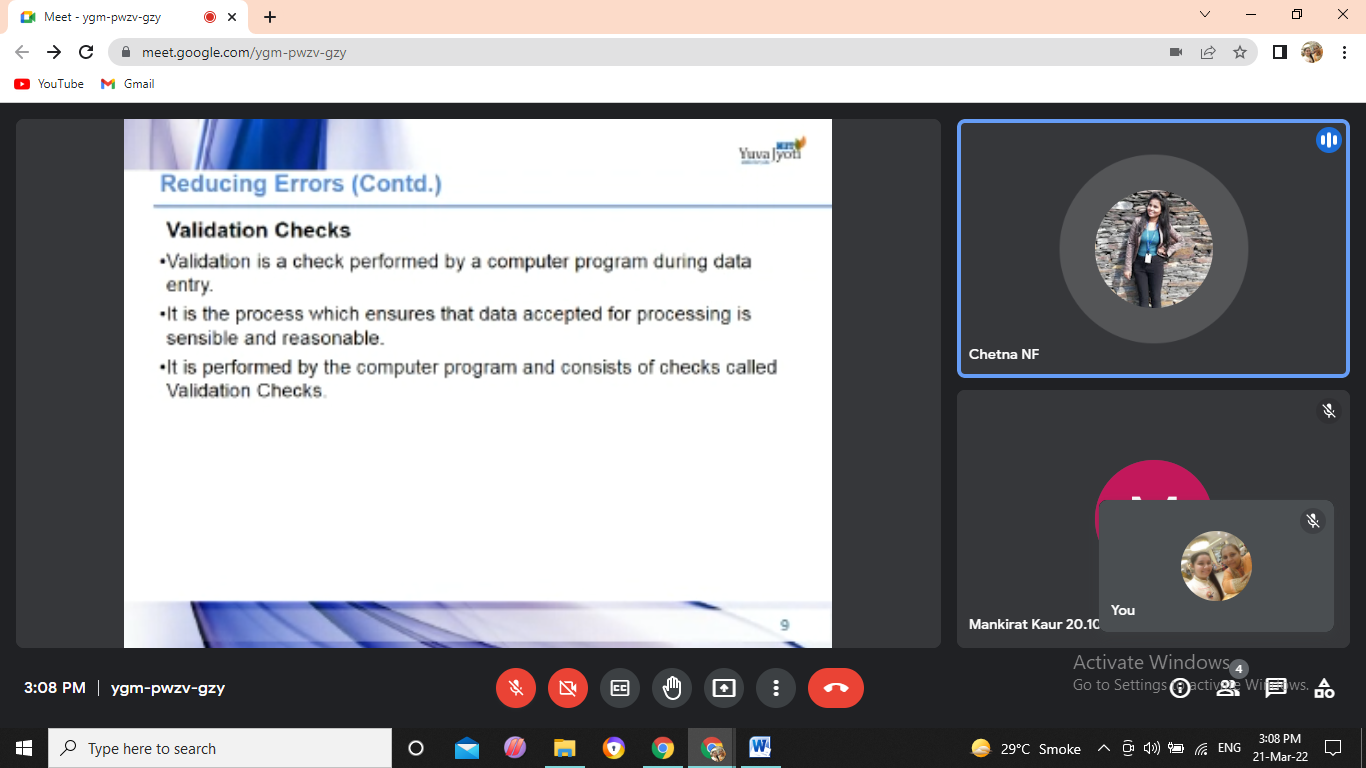 Meet - ygm-pwzv-gzy
meet.google.com/ygm-pwzv-gzy
YouTube
Gmail
Yuva Jyoti
Reducing Errors (Contd.)
Validation Checks
•Validation is a check performed by a computer program during data
entry.
•It is the process which ensures that data accepted for processing is
sensible and reasonable.
•It is performed by the computer program and consists of checks called
Validation Checks.
9
Chetna NF
Mankirat Kaur 20.10
You
Activate Windows
Go to Settings to activate Windows.
4
3:08 PM | ygm-pwzv-gzy
CC
Type here to search
29°C Smoke
ENG
3:08 PM
21-Mar-22